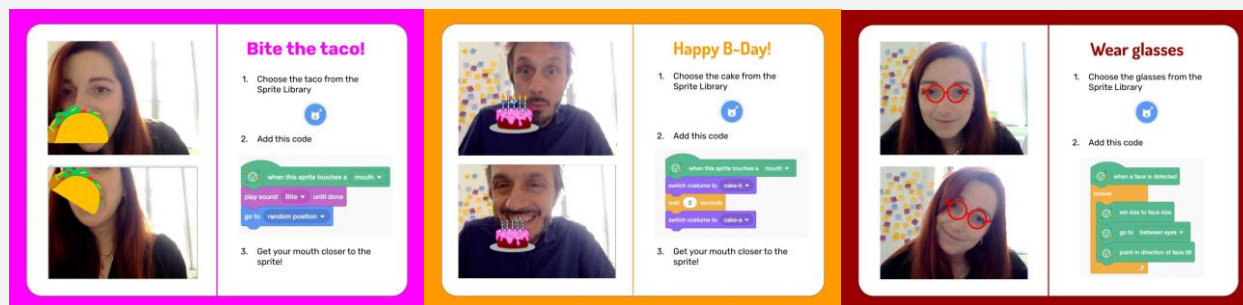 Bite the taco!
1. Choose the taco from the
Sprite Library
2. Add this code
when this sprite touches a mouth
play sound Bite until done
go to random position
3. Get your mouth closer to the
sprite!
Happy B-Day!
1. Choose the cake from the
Sprite Library
2. Add this code
when this sprite touches a mouth
switch costume to cake-b
wait 2 seconds
switch costume to cake-a
3. Get your mouth closer to the
sprite!
Wear glasses
1. Choose the glasses from the
Sprite Library
2. Add this code
when a face is detected
forever
set size to face size
go to between eyes
point in direction of face tilt